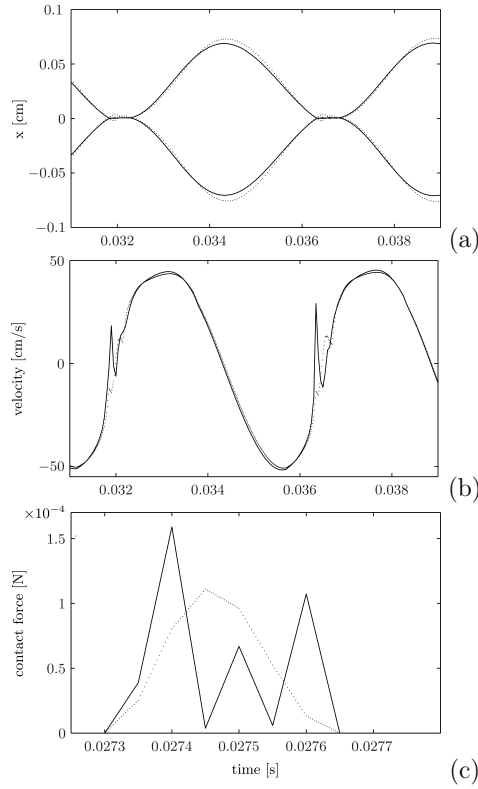 0.1
0.05
0
−0.05
−0.1
x [cm]
0.032 0.034 0.036 0.038
(a)
50
0
−50
velocity [cm/s]
0.032 0.034 0.036 0.038
(b)
×10−4
1.5
1
0.5
0
contact force [N]
0.0273 0.0274 0.0275 0.0276 0.0277
time [s]
(c)